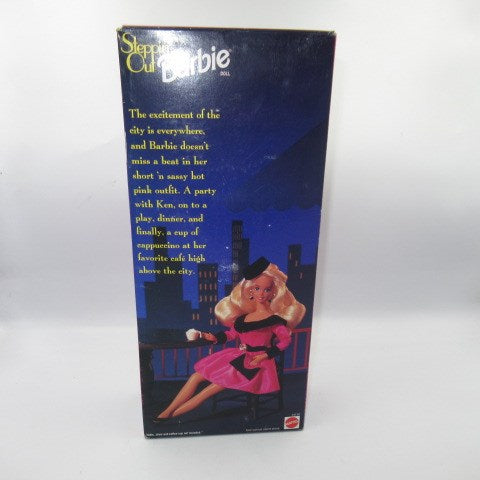 Steppin
Out Barbie
DOLL
The excitement of the
city is everywhere,
and Barbie doesn't
miss a beat in her
short 'n sassy hot
pink outfit. A party
with Ken, on to a
play, dinner, and
finally, a cup of
cappuccino at her
favorite café high
above the city.